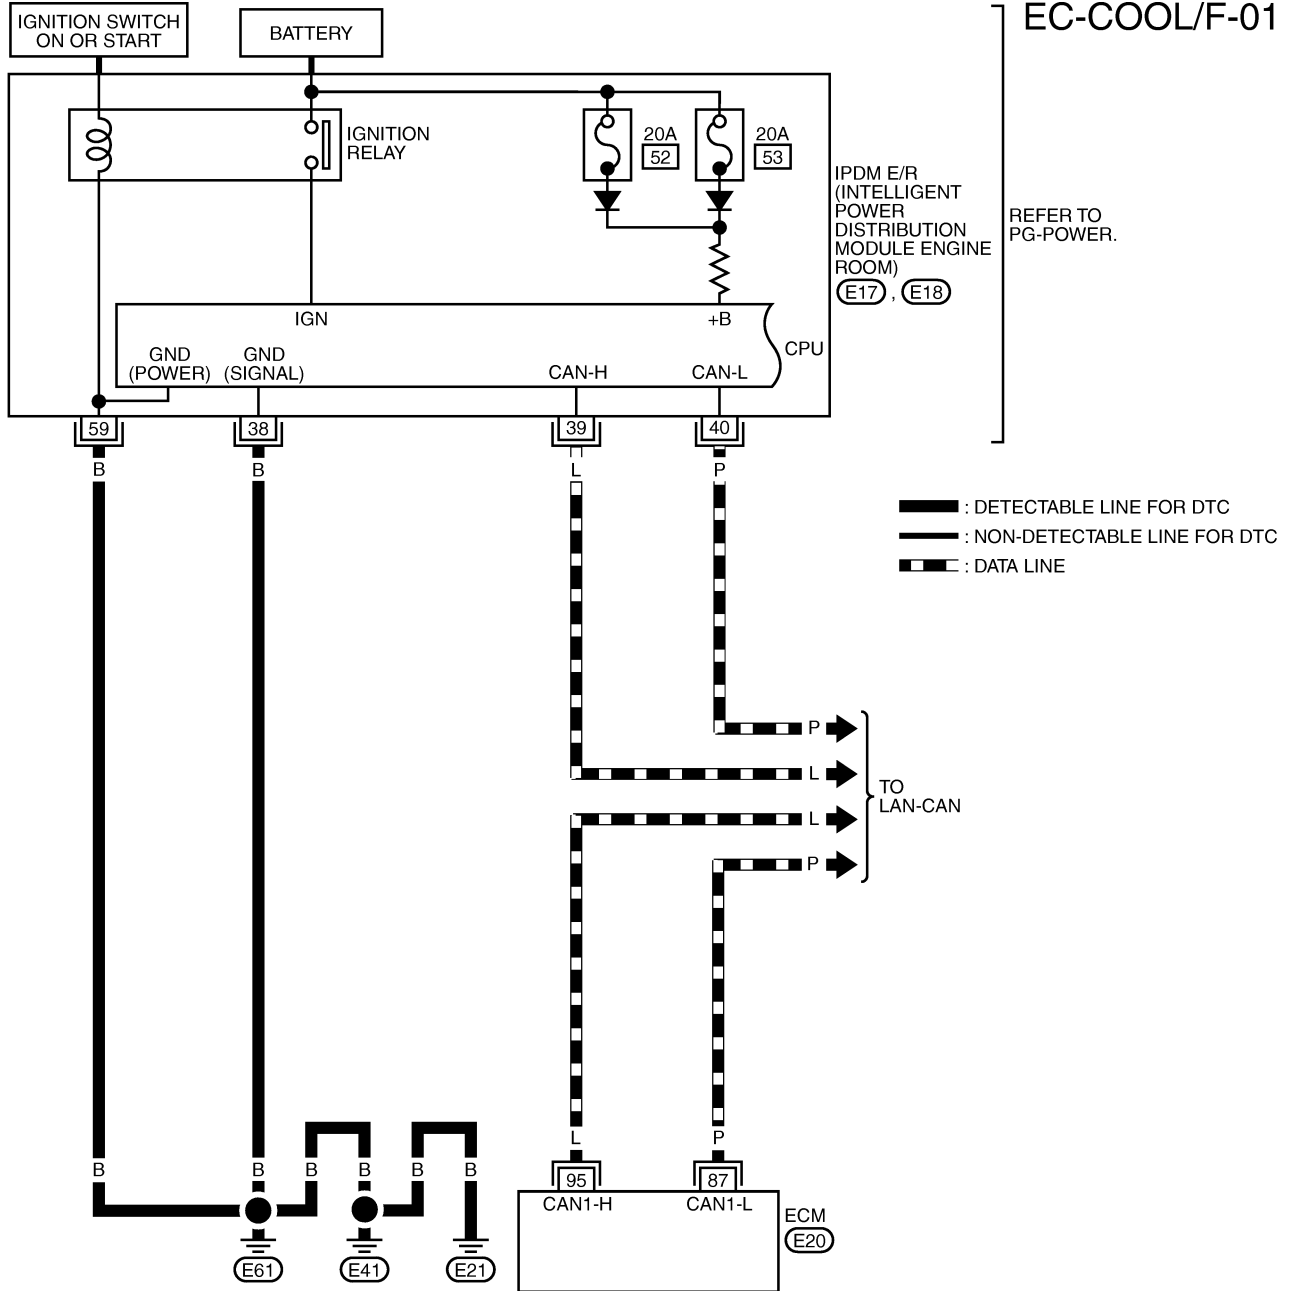 EC-COOL/F-01
IGNITION SWITCH
ON OR START
BATTERY
IGNITION
RELAY
20A
52
20A
53
IPDM E/R
(INTELLIGENT
POWER
DISTRIBUTION
MODULE ENGINE
ROOM)
E17 , E18
REFER TO
PG-POWER.
IGN
+B
CPU
GND
(POWER)
GND
(SIGNAL)
CAN-H
CAN-L
59
38
39
40
B
B
L
P
: DETECTABLE LINE FOR DTC
: NON-DETECTABLE LINE FOR DTC
: DATA LINE
P
L
L
P
TO
LAN-CAN
L
P
B
B
B
B
B
B
95
87
CAN1-H
CAN1-L
ECM
E20
E61
E41
E21